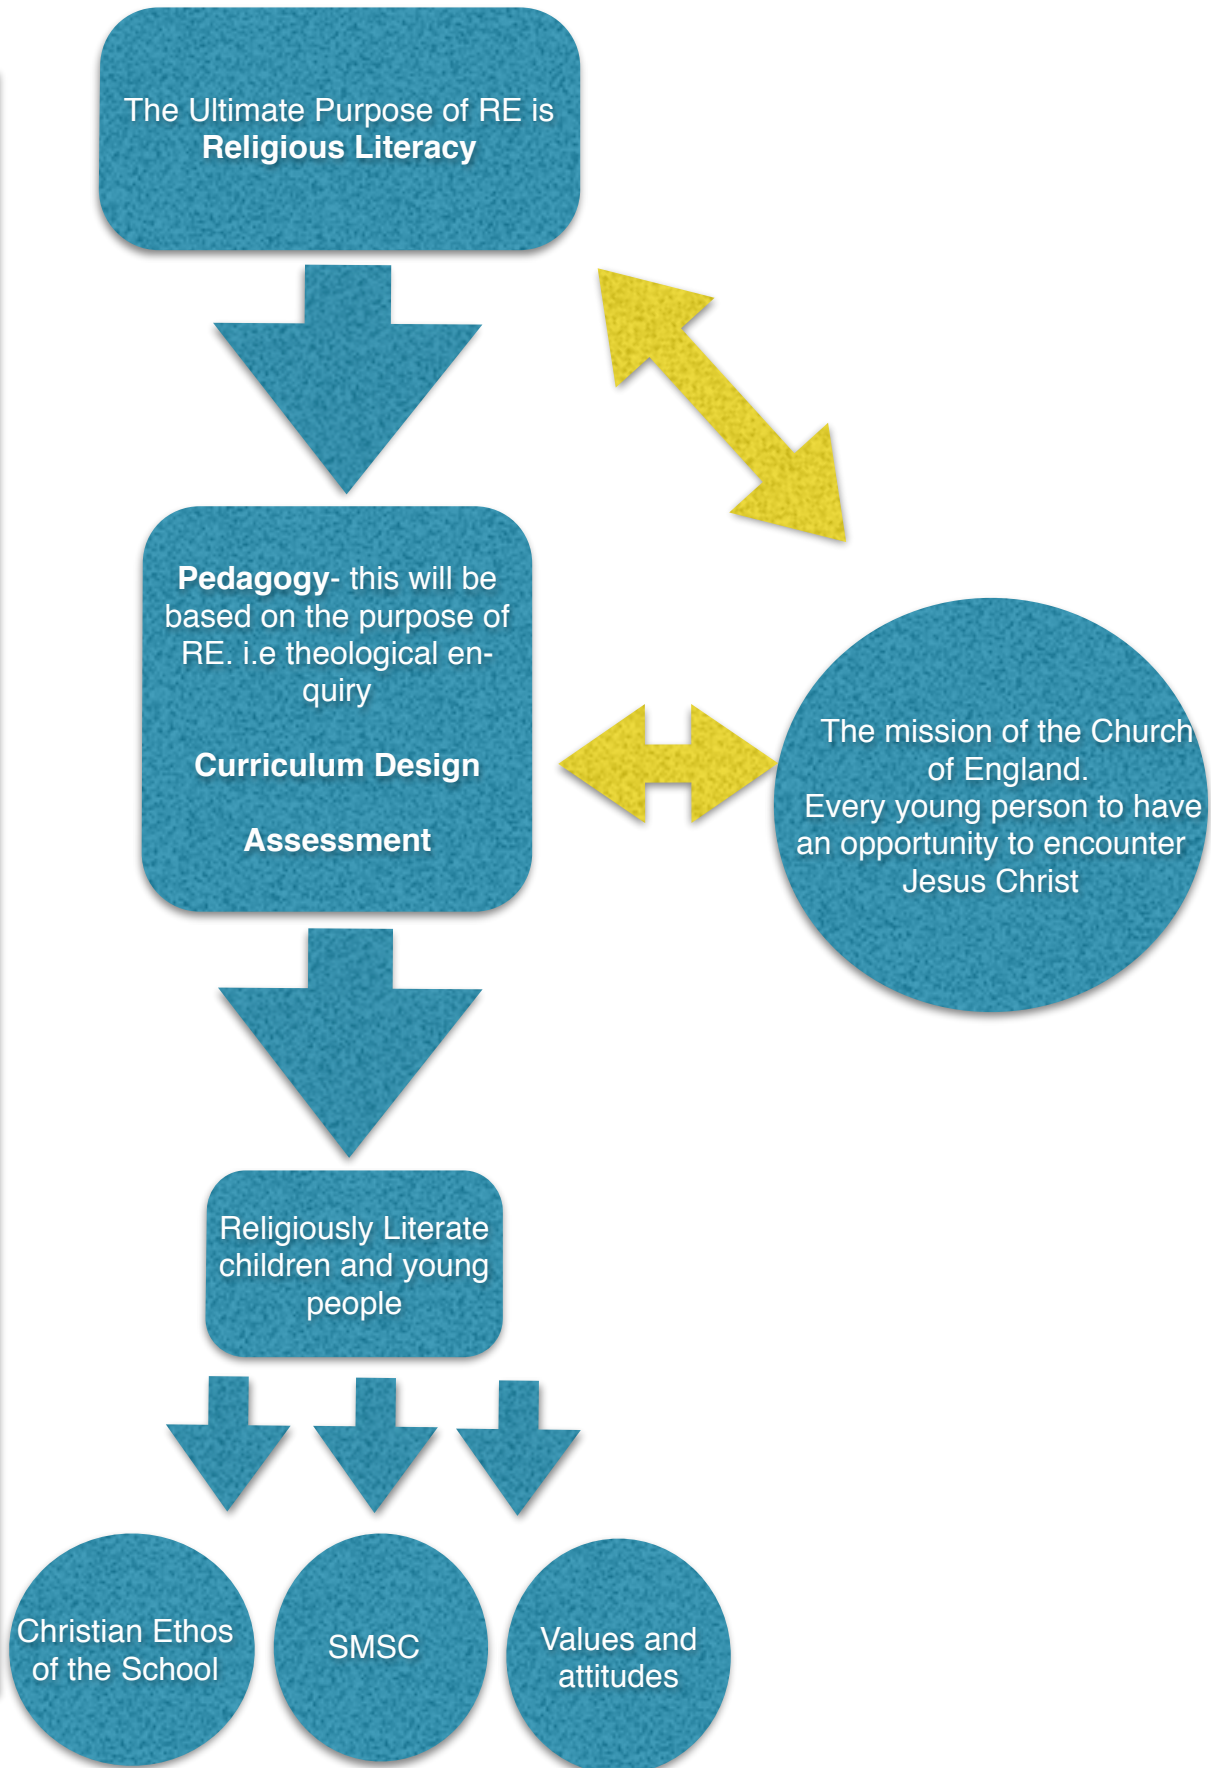 The Ultimate Purpose of RE is
Religious Literacy
Pedagogy- this will be
based on the purpose of
RE. i.e theological en-
quiry
Curriculum Design
Assessment
The mission of the Church
of England.
Every young person to have
an opportunity to encounter
Jesus Christ
Religiously Literate
children and young
people
Christian Ethos
of the School
SMSC
Values and
attitudes